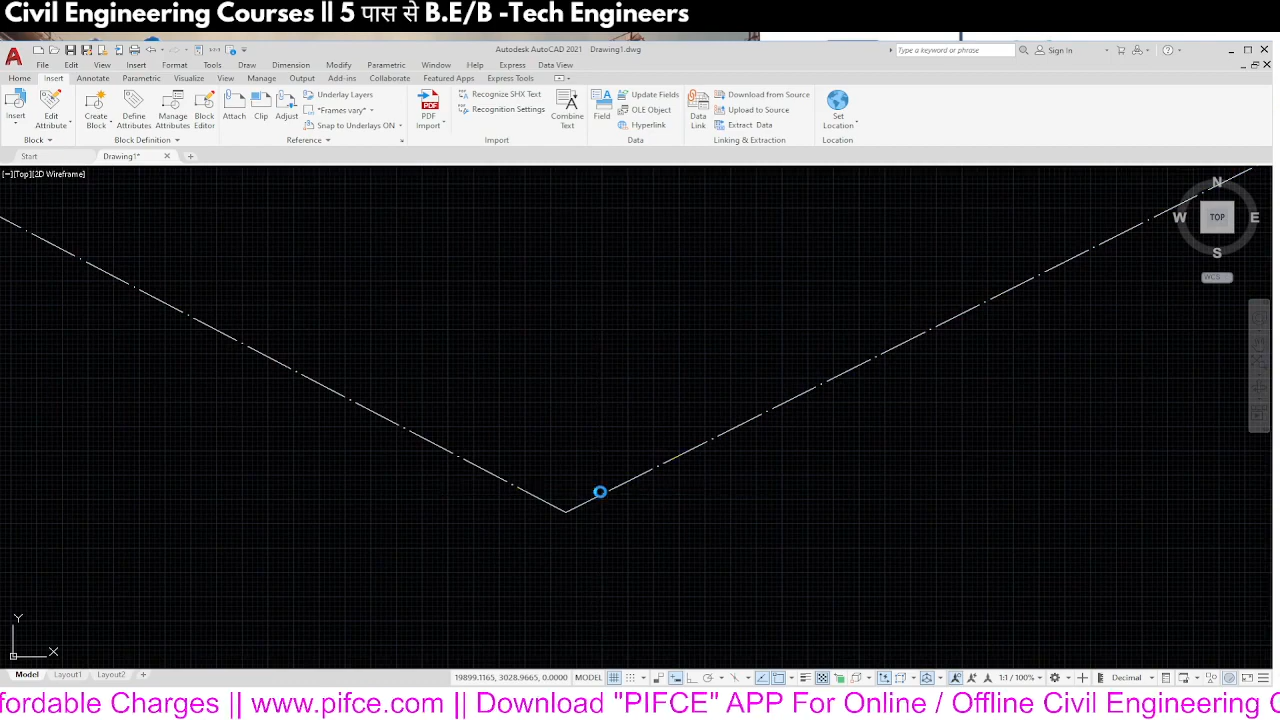 Civil Engineering Courses || 5 पास से B.E/B -Tech Engineers
Autodesk AutoCAD 2021 Drawing1.dwg
Type a keyword or phrase
Sign In
File Edit View Insert Format Tools Draw Dimension Modify Parametric Window Help Express Data View
Home Insert Annotate Parametric Visualize View Manage Output Add-ins Collaborate Featured Apps Express Tools
Insert
Edit Attribute
Create Block
Define Attributes
Manage Attributes
Block Editor
Attach
Clip
Adjust
Underlay Layers
*Frames vary*
Snap to Underlays ON
PDF Import
Recognize SHX Text
Recognition Settings
Combine Text
Field
Update Fields
OLE Object
Hyperlink
Data Link
Download from Source
Upload to Source
Extract Data
Set Location
Block Block Definition Reference Import Data Linking & Extraction Location
Start Drawing1*
[−][Top][2D Wireframe]
N
W TOP E
S
WCS
Y
X
Model Layout1 Layout2
19899.1165, 3028.9665, 0.0000 MODEL 1:1 / 100% Decimal
fordable Charges || www.pifce.com || Download "PIFCE" APP For Online / Offline Civil Engineering C